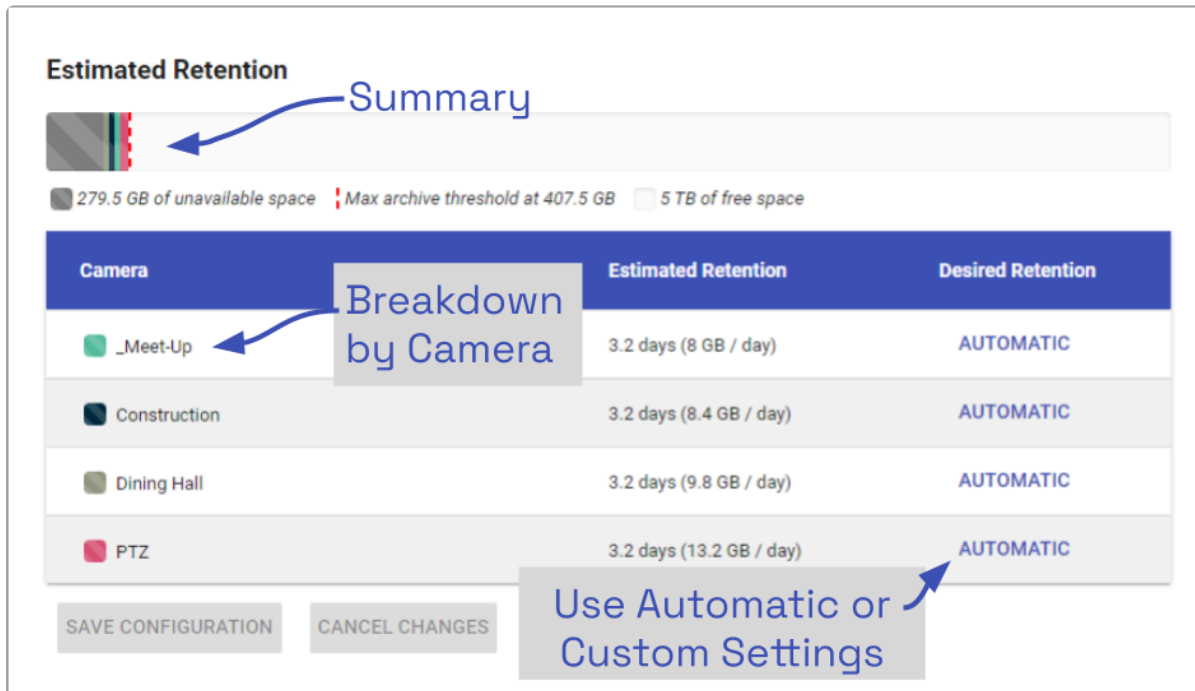 Estimated Retention
Summary
279.5 GB of unavailable space Max archive threshold at 407.5 GB 5 TB of free space
Camera Estimated Retention Desired Retention
Breakdown
by Camera
_Meet-Up 3.2 days (8 GB / day) AUTOMATIC
Construction 3.2 days (8.4 GB / day) AUTOMATIC
Dining Hall 3.2 days (9.8 GB / day) AUTOMATIC
PTZ 3.2 days (13.2 GB / day) AUTOMATIC
Use Automatic or
Custom Settings
SAVE CONFIGURATION CANCEL CHANGES